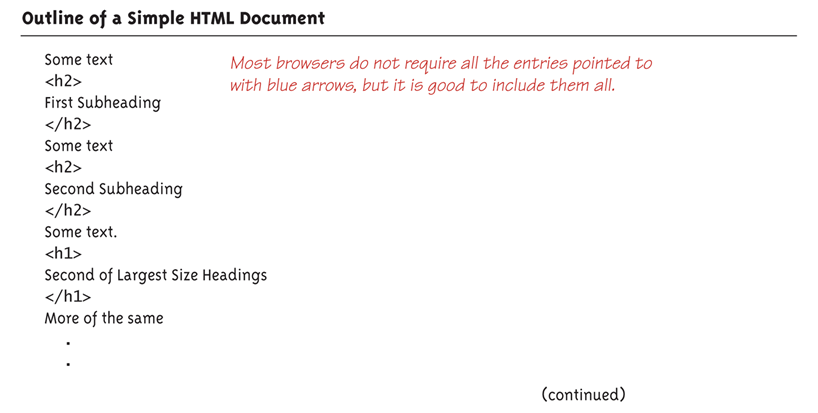 Outline of a Simple HTML Document
Some text
<h2>
First Subheading
</h2>
Some text
<h2>
Second Subheading
</h2>
Some text.
<h1>
Second of Largest Size Headings
</h1>
More of the same
.
.
Most browsers do not require all the entries pointed to
with blue arrows, but it is good to include them all.
(continued)